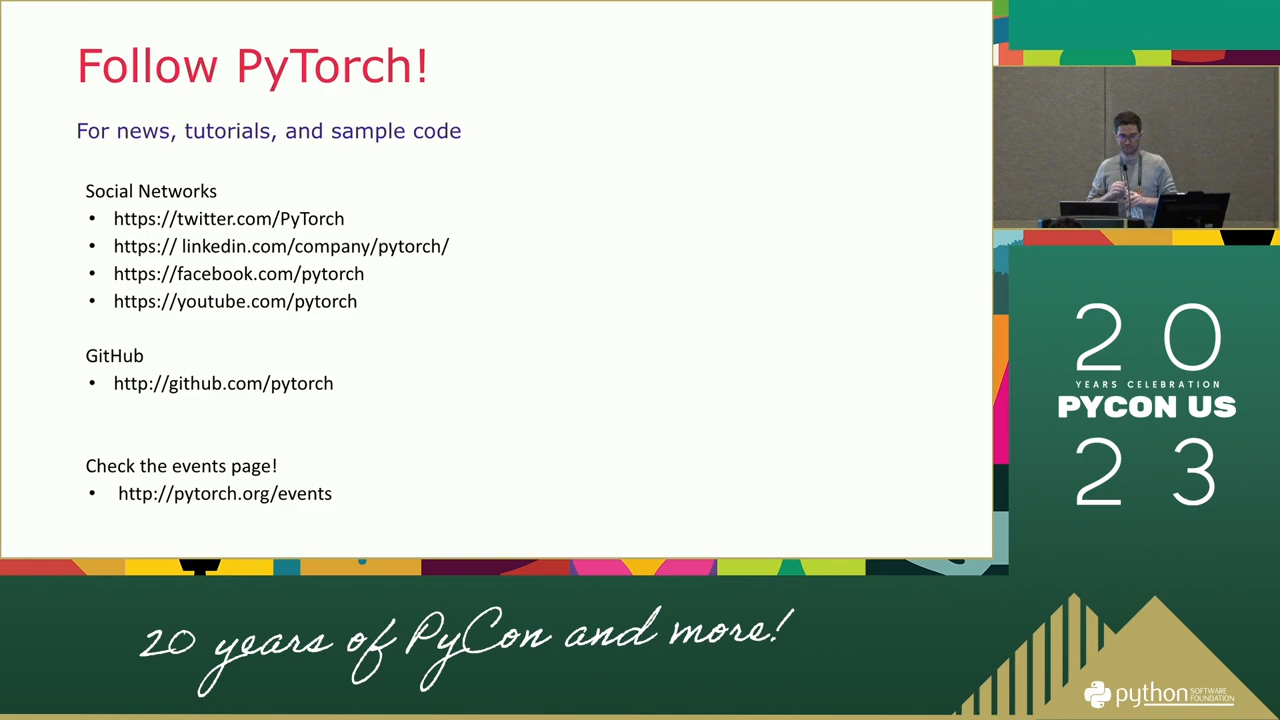 Follow PyTorch!
For news, tutorials, and sample code
Social Networks
• https://twitter.com/PyTorch
• https:// linkedin.com/company/pytorch/
• https://facebook.com/pytorch
• https://youtube.com/pytorch
GitHub
• http://github.com/pytorch
Check the events page!
• http://pytorch.org/events
20
YEARS CELEBRATION
PYCON US
23
20 years of PyCon and more!
python SOFTWARE
FOUNDATION